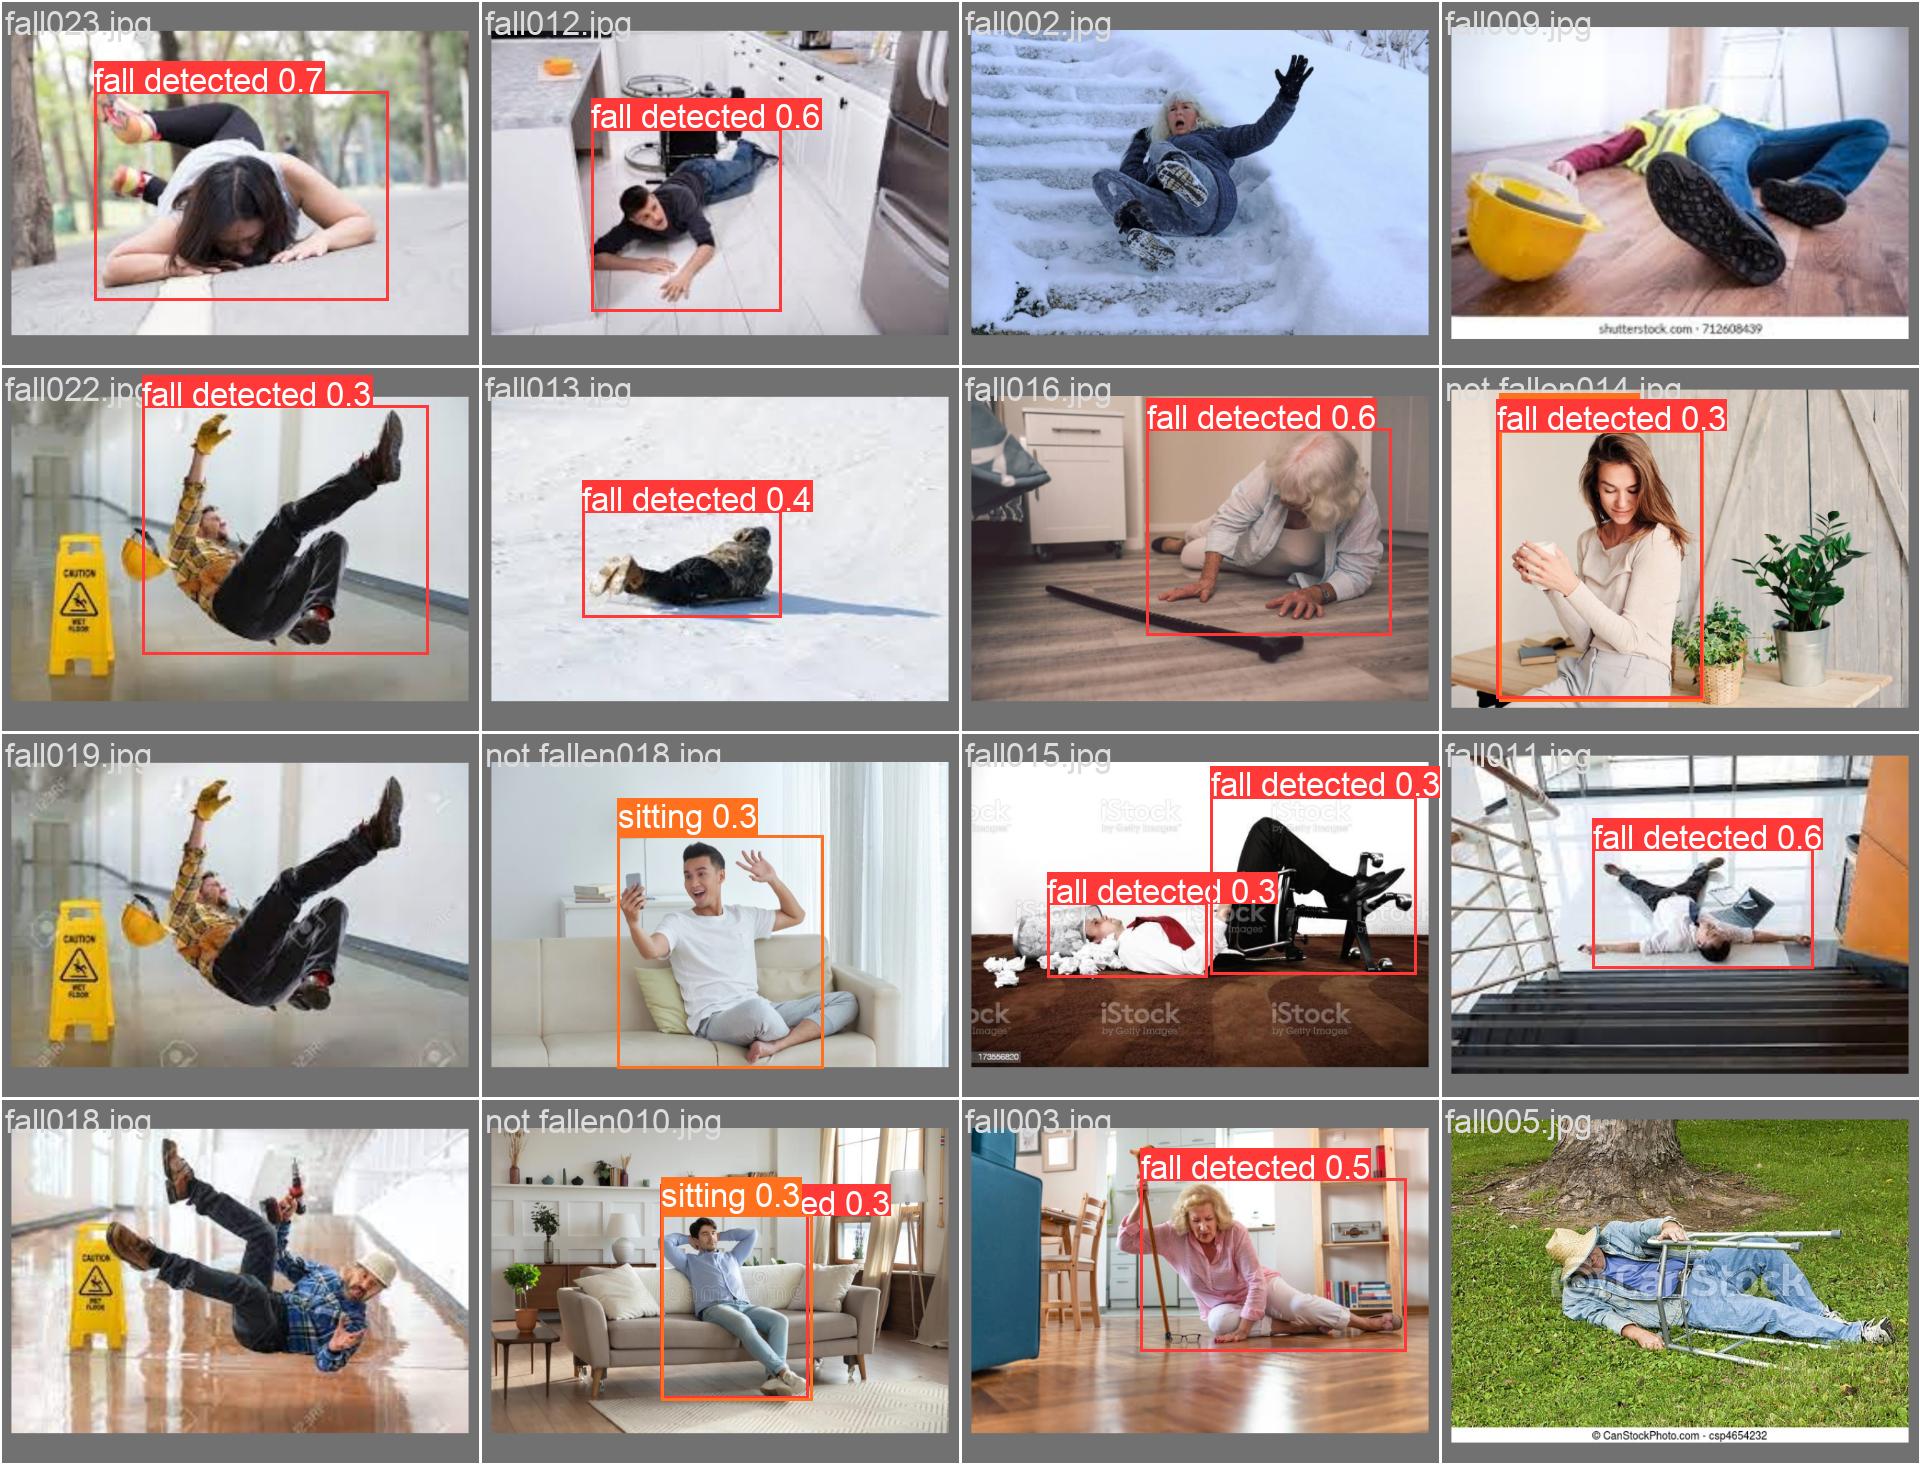 fall023.jpg
fall detected 0.7
fall012.jpg
fall detected 0.6
fall002.jpg
fall009.jpg
shutterstock.com · 712608439
fall022.jpg
fall detected 0.3
CAUTION
WET
FLOOR
fall013.jpg
fall detected 0.4
fall016.jpg
fall detected 0.6
not fallen014.jpg
fall detected 0.3
fall019.jpg
CAUTION
WET
FLOOR
not fallen018.jpg
sitting 0.3
fall015.jpg
fall detected 0.3
fall detected 0.3
iStock
by Getty Images
iStock
by Getty Images
iStock
by Getty Images
iStock
by Getty Images
173556820
fall011.jpg
fall detected 0.6
fall018.jpg
CAUTION
WET
FLOOR
not fallen010.jpg
sitting 0.3
ed 0.3
fall003.jpg
fall detected 0.5
fall005.jpg
CanStock
© CanStockPhoto.com - csp4654232